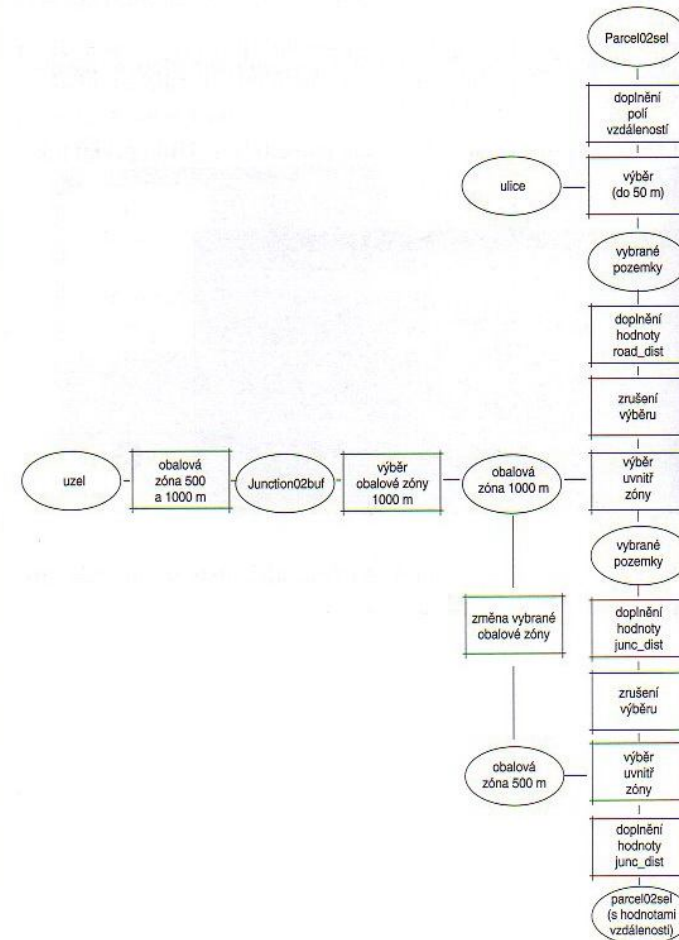 Parcel02sel
doplnění
polí
vzdáleností
ulice
výběr
(do 50 m)
vybrané
pozemky
doplnění
hodnoty
road_dist
zrušení
výběru
uzel
obalová
zóna 500
a 1000 m
Junction02buf
výběr
obalové zóny
1000 m
obalová
zóna 1000 m
výběr
uvnitř
zóny
vybrané
pozemky
změna vybrané
obalové zóny
doplnění
hodnoty
junc_dist
zrušení
výběru
obalová
zóna 500 m
výběr
uvnitř
zóny
doplnění
hodnoty
junc_dist
parcel02sel
(s hodnotami
vzdáleností)